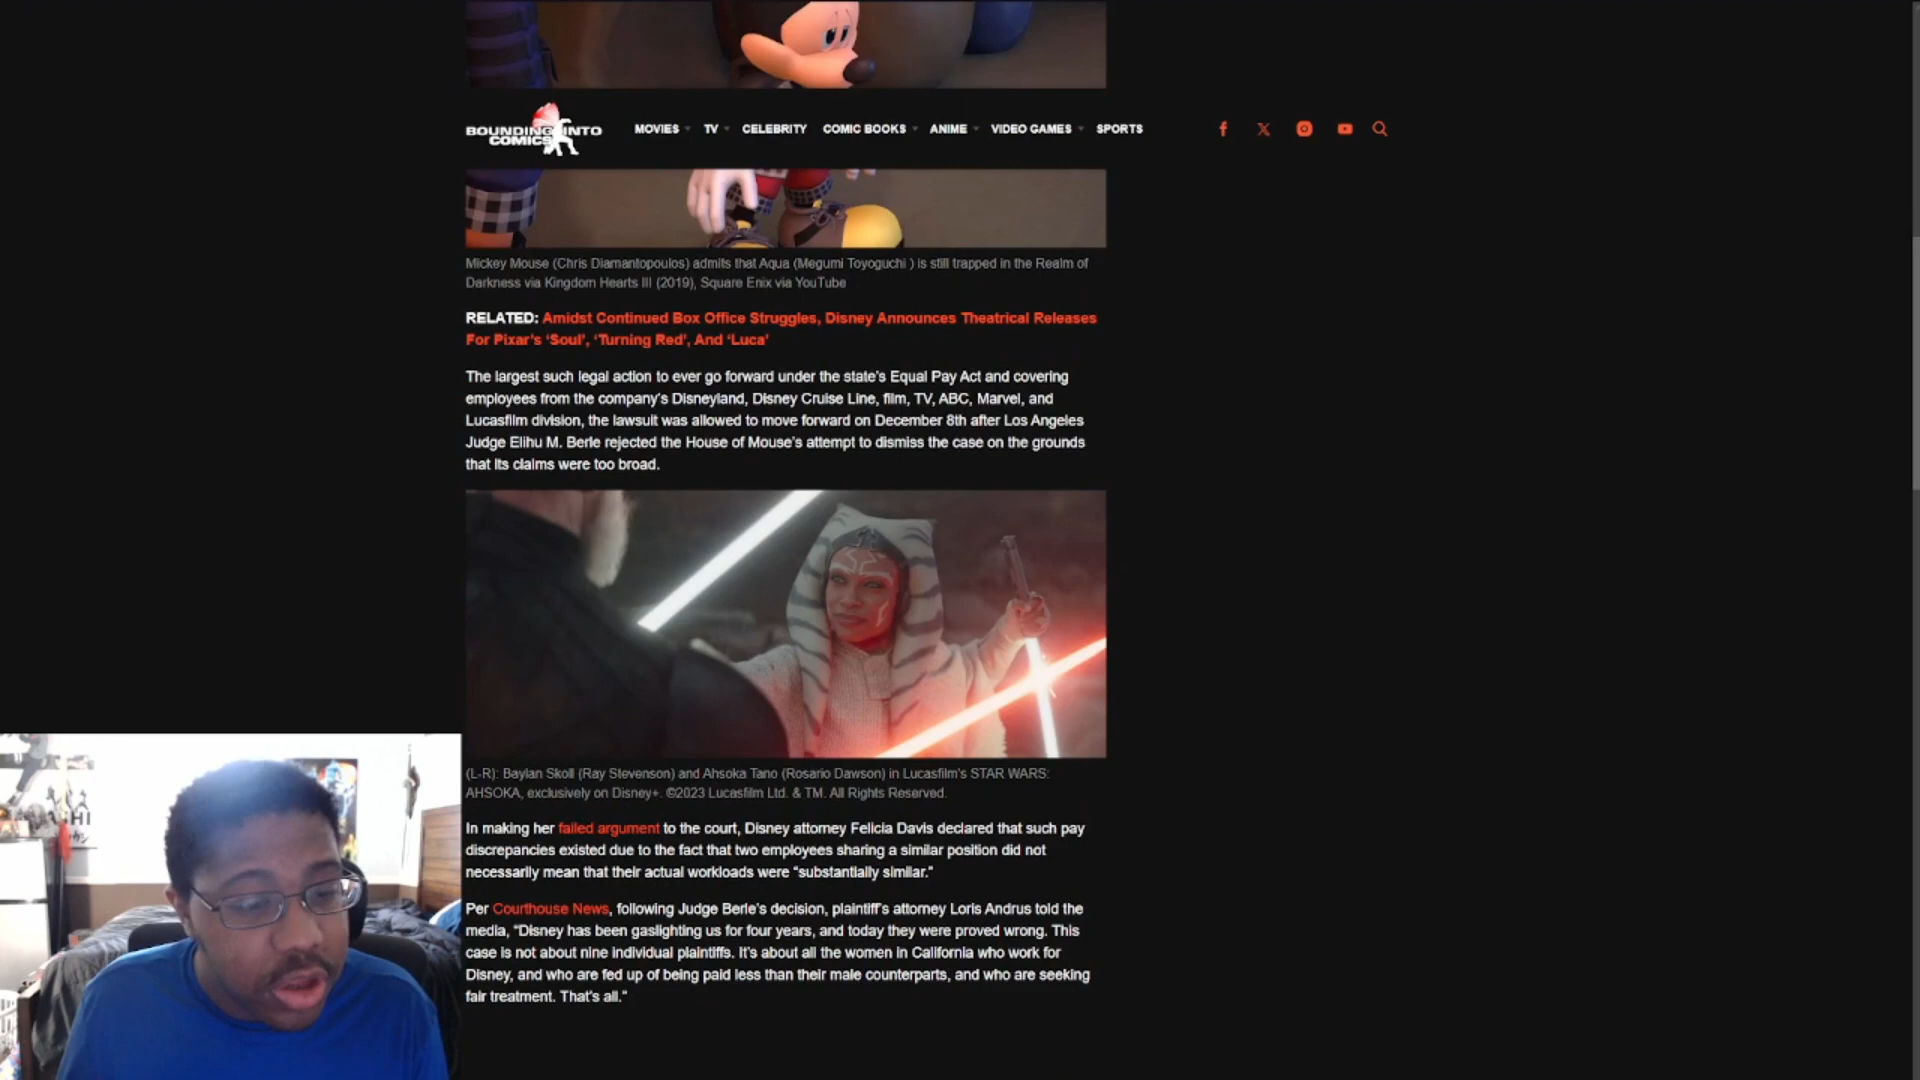 BOUNDING INTO
COMICS
MOVIES TV CELEBRITY COMIC BOOKS ANIME VIDEO GAMES SPORTS
Mickey Mouse (Chris Diamantopoulos) admits that Aqua (Megumi Toyoguchi ) is still trapped in the Realm of
Darkness via Kingdom Hearts III (2019), Square Enix via YouTube
RELATED: Amidst Continued Box Office Struggles, Disney Announces Theatrical Releases
For Pixar's ‘Soul’, ‘Turning Red’, And ‘Luca’
The largest such legal action to ever go forward under the state's Equal Pay Act and covering
employees from the company's Disneyland, Disney Cruise Line, film, TV, ABC, Marvel, and
Lucasfilm division, the lawsuit was allowed to move forward on December 8th after Los Angeles
Judge Elihu M. Berle rejected the House of Mouse's attempt to dismiss the case on the grounds
that its claims were too broad.
(L-R): Baylan Skoll (Ray Stevenson) and Ahsoka Tano (Rosario Dawson) in Lucasfilm's STAR WARS:
AHSOKA, exclusively on Disney+. ©2023 Lucasfilm Ltd. & TM. All Rights Reserved.
In making her failed argument to the court, Disney attorney Felicia Davis declared that such pay
discrepancies existed due to the fact that two employees sharing a similar position did not
necessarily mean that their actual workloads were “substantially similar.”
Per Courthouse News, following Judge Berle's decision, plaintiff's attorney Loris Andrus told the
media, “Disney has been gaslighting us for four years, and today they were proved wrong. This
case is not about nine individual plaintiffs. It's about all the women in California who work for
Disney, and who are fed up of being paid less than their male counterparts, and who are seeking
fair treatment. That's all.”